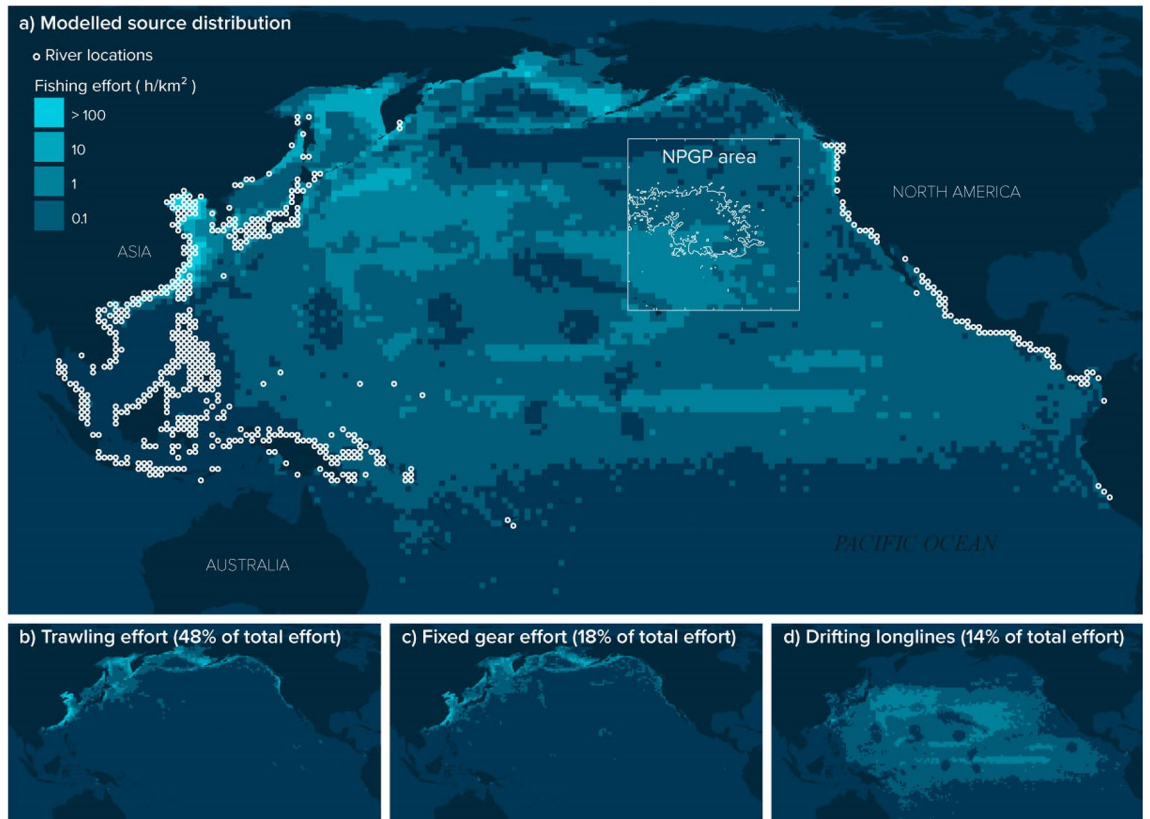 a) Modelled source distribution
River locations
Fishing effort ( h/km² )
> 100
10
1
0.1
NPGP area
NORTH AMERICA
ASIA
PACIFIC OCEAN
AUSTRALIA
b) Trawling effort (48% of total effort)
c) Fixed gear effort (18% of total effort)
d) Drifting longlines (14% of total effort)